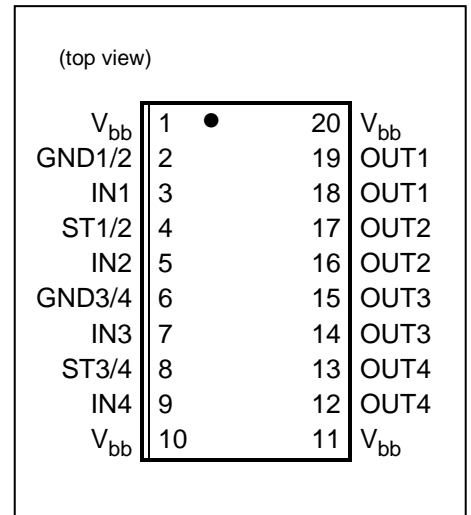 (top view)
Vbb 1 20 Vbb
GND1/2 2 19 OUT1
IN1 3 18 OUT1
ST1/2 4 17 OUT2
IN2 5 16 OUT2
GND3/4 6 15 OUT3
IN3 7 14 OUT3
ST3/4 8 13 OUT4
IN4 9 12 OUT4
Vbb 10 11 Vbb